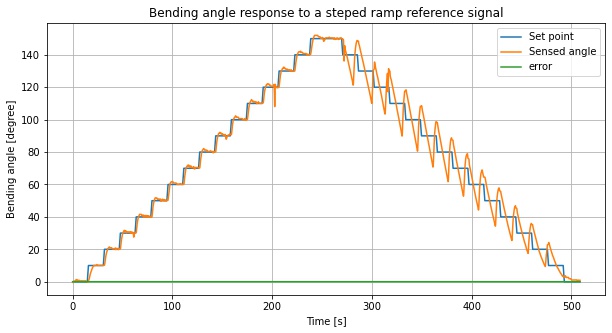 Bending angle response to a steped ramp reference signal
Set point
Sensed angle
error
Bending angle [degree]
140
120
100
80
60
40
20
0
0
100
200
300
400
500
Time [s]